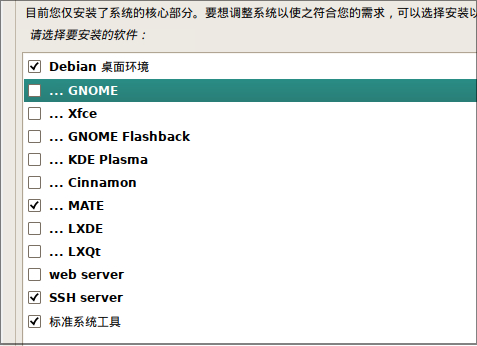 目前您仅安装了系统的核心部分。要想调整系统以使之符合您的需求，可以选择安装以
请选择要安装的软件：
Debian 桌面环境
... GNOME
... Xfce
... GNOME Flashback
... KDE Plasma
... Cinnamon
... MATE
... LXDE
... LXQt
web server
SSH server
标准系统工具